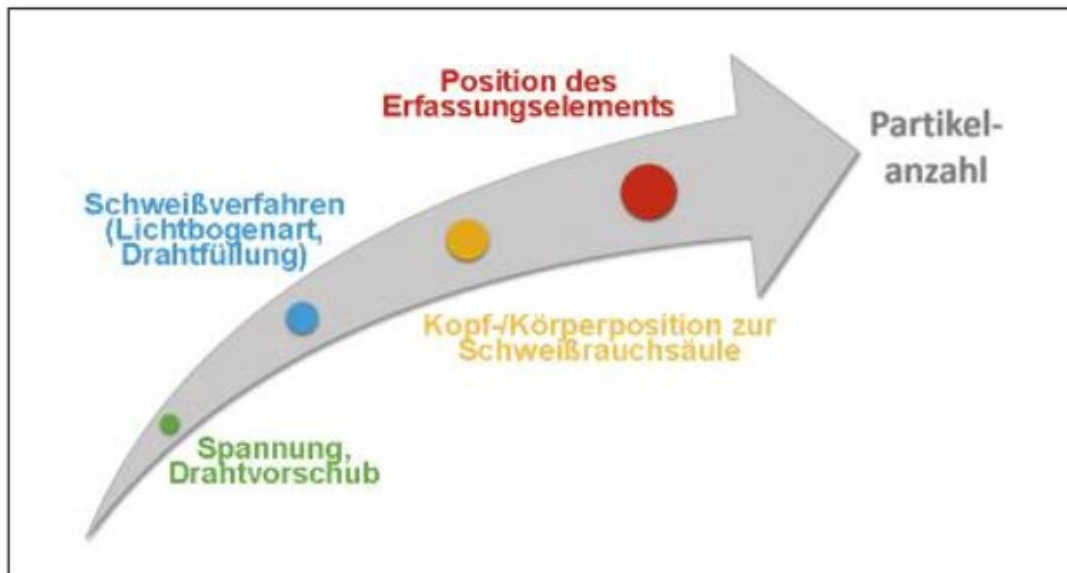 Position des
Erfassungselements
Partikel-
anzahl
Schweißverfahren
(Lichtbogenart,
Drahtfüllung)
Kopf-/Körperposition zur
Schweißrauchsäule
Spannung,
Drahtvorschub